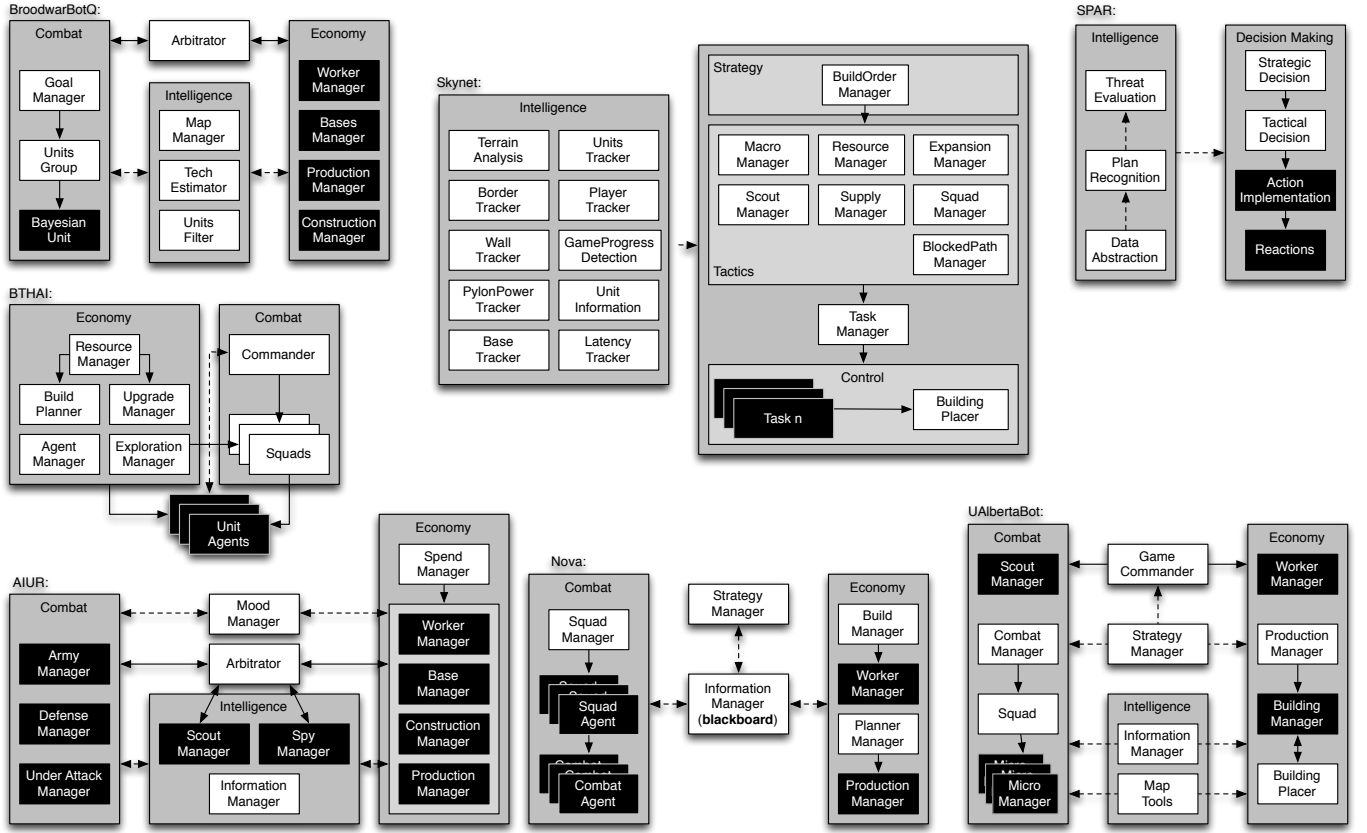 BroodwarBotQ:
Combat
Goal
Manager
Units
Group
Bayesian
Unit
Arbitrator
Intelligence
Map
Manager
Tech
Estimator
Units
Filter
Economy
Worker
Manager
Bases
Manager
Production
Manager
Construction
Manager
Skynet:
Intelligence
Terrain
Analysis
Units
Tracker
Border
Tracker
Player
Tracker
Wall
Tracker
GameProgress
Detection
PylonPower
Tracker
Unit
Information
Base
Tracker
Latency
Tracker
Strategy
BuildOrder
Manager
Macro
Manager
Resource
Manager
Expansion
Manager
Scout
Manager
Supply
Manager
Squad
Manager
BlockedPath
Manager
Tactics
Task
Manager
Control
Task n
Building
Placer
SPAR:
Intelligence
Threat
Evaluation
Plan
Recognition
Data
Abstraction
Decision Making
Strategic
Decision
Tactical
Decision
Action
Implementation
Reactions
BTHAI:
Economy
Resource
Manager
Build
Planner
Upgrade
Manager
Agent
Manager
Exploration
Manager
Combat
Commander
Squads
Unit
Agents
AIUR:
Combat
Army
Manager
Defense
Manager
Under Attack
Manager
Mood
Manager
Arbitrator
Intelligence
Scout
Manager
Spy
Manager
Information
Manager
Economy
Spend
Manager
Worker
Manager
Base
Manager
Construction
Manager
Production
Manager
Nova:
Combat
Squad
Manager
Squad
Agent
Combat
Combat Agent
Strategy
Manager
Information
Manager
(blackboard)
Economy
Build
Manager
Worker
Manager
Planner
Manager
Production
Manager
UAlbertaBot:
Combat
Scout
Manager
Combat
Manager
Squad
Micro
Micro
Micro
Manager
Game
Commander
Strategy
Manager
Intelligence
Information
Manager
Map
Tools
Economy
Worker
Manager
Production
Manager
Building
Manager
Building
Placer